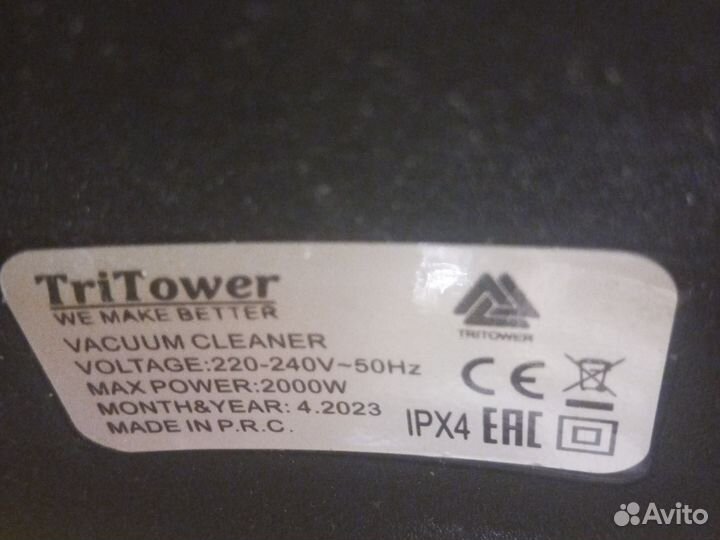 TriTower
WE MAKE BETTER
VACUUM CLEANER
VOLTAGE:220-240V~50Hz
MAX POWER:2000W
MONTH&YEAR: 4.2023
MADE IN P.R.C.
TRITOWER
CE
IPX4 EAC
Avito